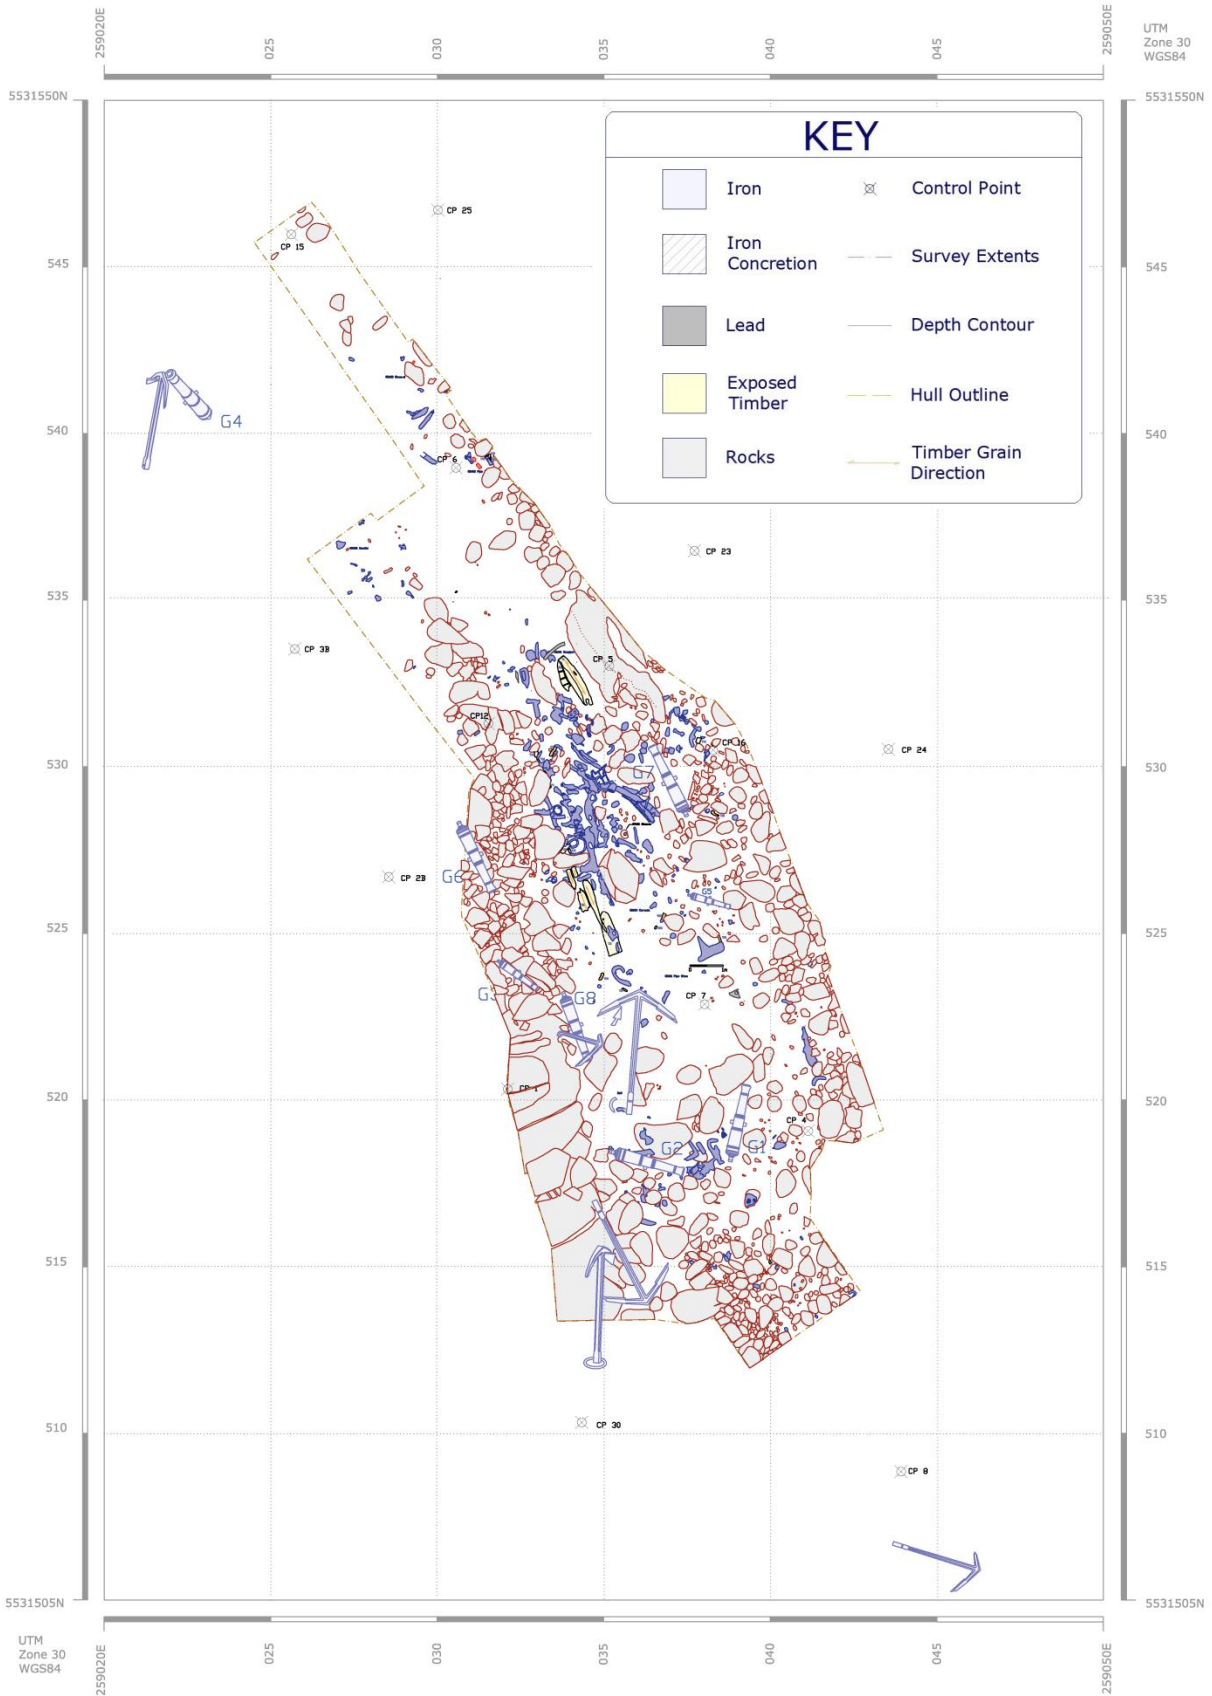 259020E
025
030
035
040
045
259050E
UTM
Zone 30
WGS84
5531550N
5531550N
KEY
Iron
Control Point
Iron
Concretion
Survey Extents
Lead
Depth Contour
Exposed
Timber
Hull Outline
Rocks
Timber Grain
Direction
CP 25
CP 15
545
545
G4
540
540
CP 6
CP 23
535
535
CP 3B
CP 5
CP12
CP 16
CP 24
530
530
G7
G6
CP 2B
G5
525
525
G8
CP 7
CP 1
520
520
CP 4
G2
G1
515
515
CP 30
510
510
CP 8
5531505N
5531505N
UTM
Zone 30
WGS84
259020E
025
030
035
040
045
259050E